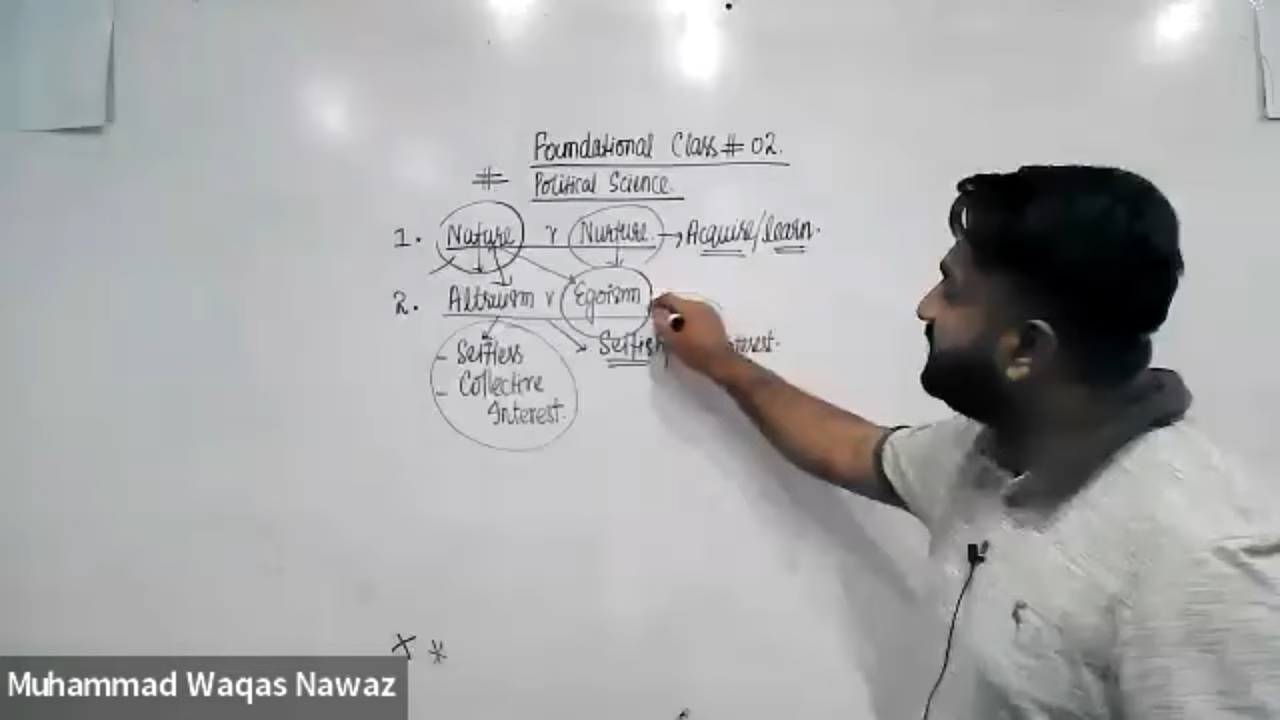 Foundational Class # 02.
# Political Science.
1. Nature v Nurture. → Acquire/learn.
2. Altruism v Egoism
- Selfless
- Collective
Interest.
Selfish
Muhammad Waqas Nawaz